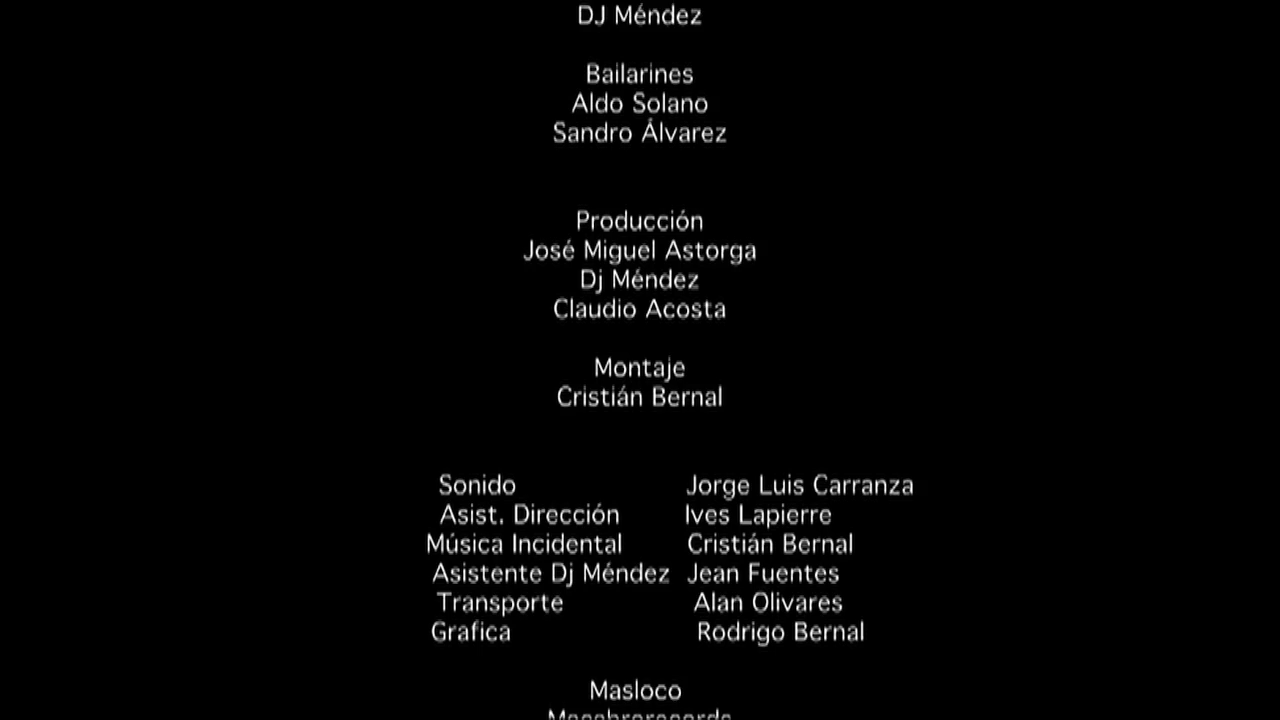 DJ Méndez
Bailarines
Aldo Solano
Sandro Álvarez
Producción
José Miguel Astorga
Dj Méndez
Claudio Acosta
Montaje
Cristián Bernal
Sonido Jorge Luis Carranza
Asist. Dirección Ives Lapierre
Música Incidental Cristián Bernal
Asistente Dj Méndez Jean Fuentes
Transporte Alan Olivares
Grafica Rodrigo Bernal
Masloco